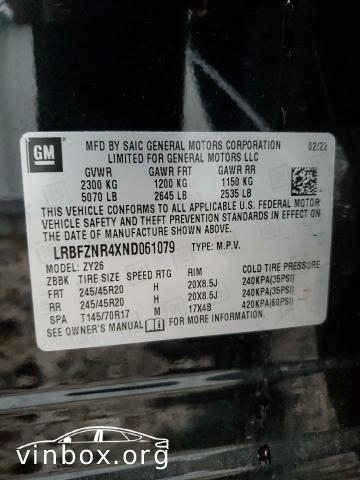 GM
MFD BY SAIC GENERAL MOTORS CORPORATION 02/22
LIMITED FOR GENERAL MOTORS LLC
GVWR GAWR FRT GAWR RR
2300 KG 1200 KG 1150 KG
5070 LB 2645 LB 2535 LB
THIS VEHICLE CONFORMS TO ALL APPLICABLE U.S. FEDERAL MOTOR
VEHICLE SAFETY AND THEFT PREVENTION STANDARDS IN EFFECT ON
THE DATE OF MANUFACTURE SHOWN ABOVE.
LRBFZNR4XND061079 TYPE: M.P.V.
MODEL: ZY26
ZBBK TIRE SIZE SPEED RTG RIM COLD TIRE PRESSURE
FRT 245/45R20 H 20X8.5J 240KPA(35PSI)
RR 245/45R20 H 20X8.5J 240KPA(35PSI)
SPA T145/70R17 M 17X4B 420KPA(60PSI)
SEE OWNER'S MANUAL FOR ADDITIONAL INFORMATION.
vinbox.org